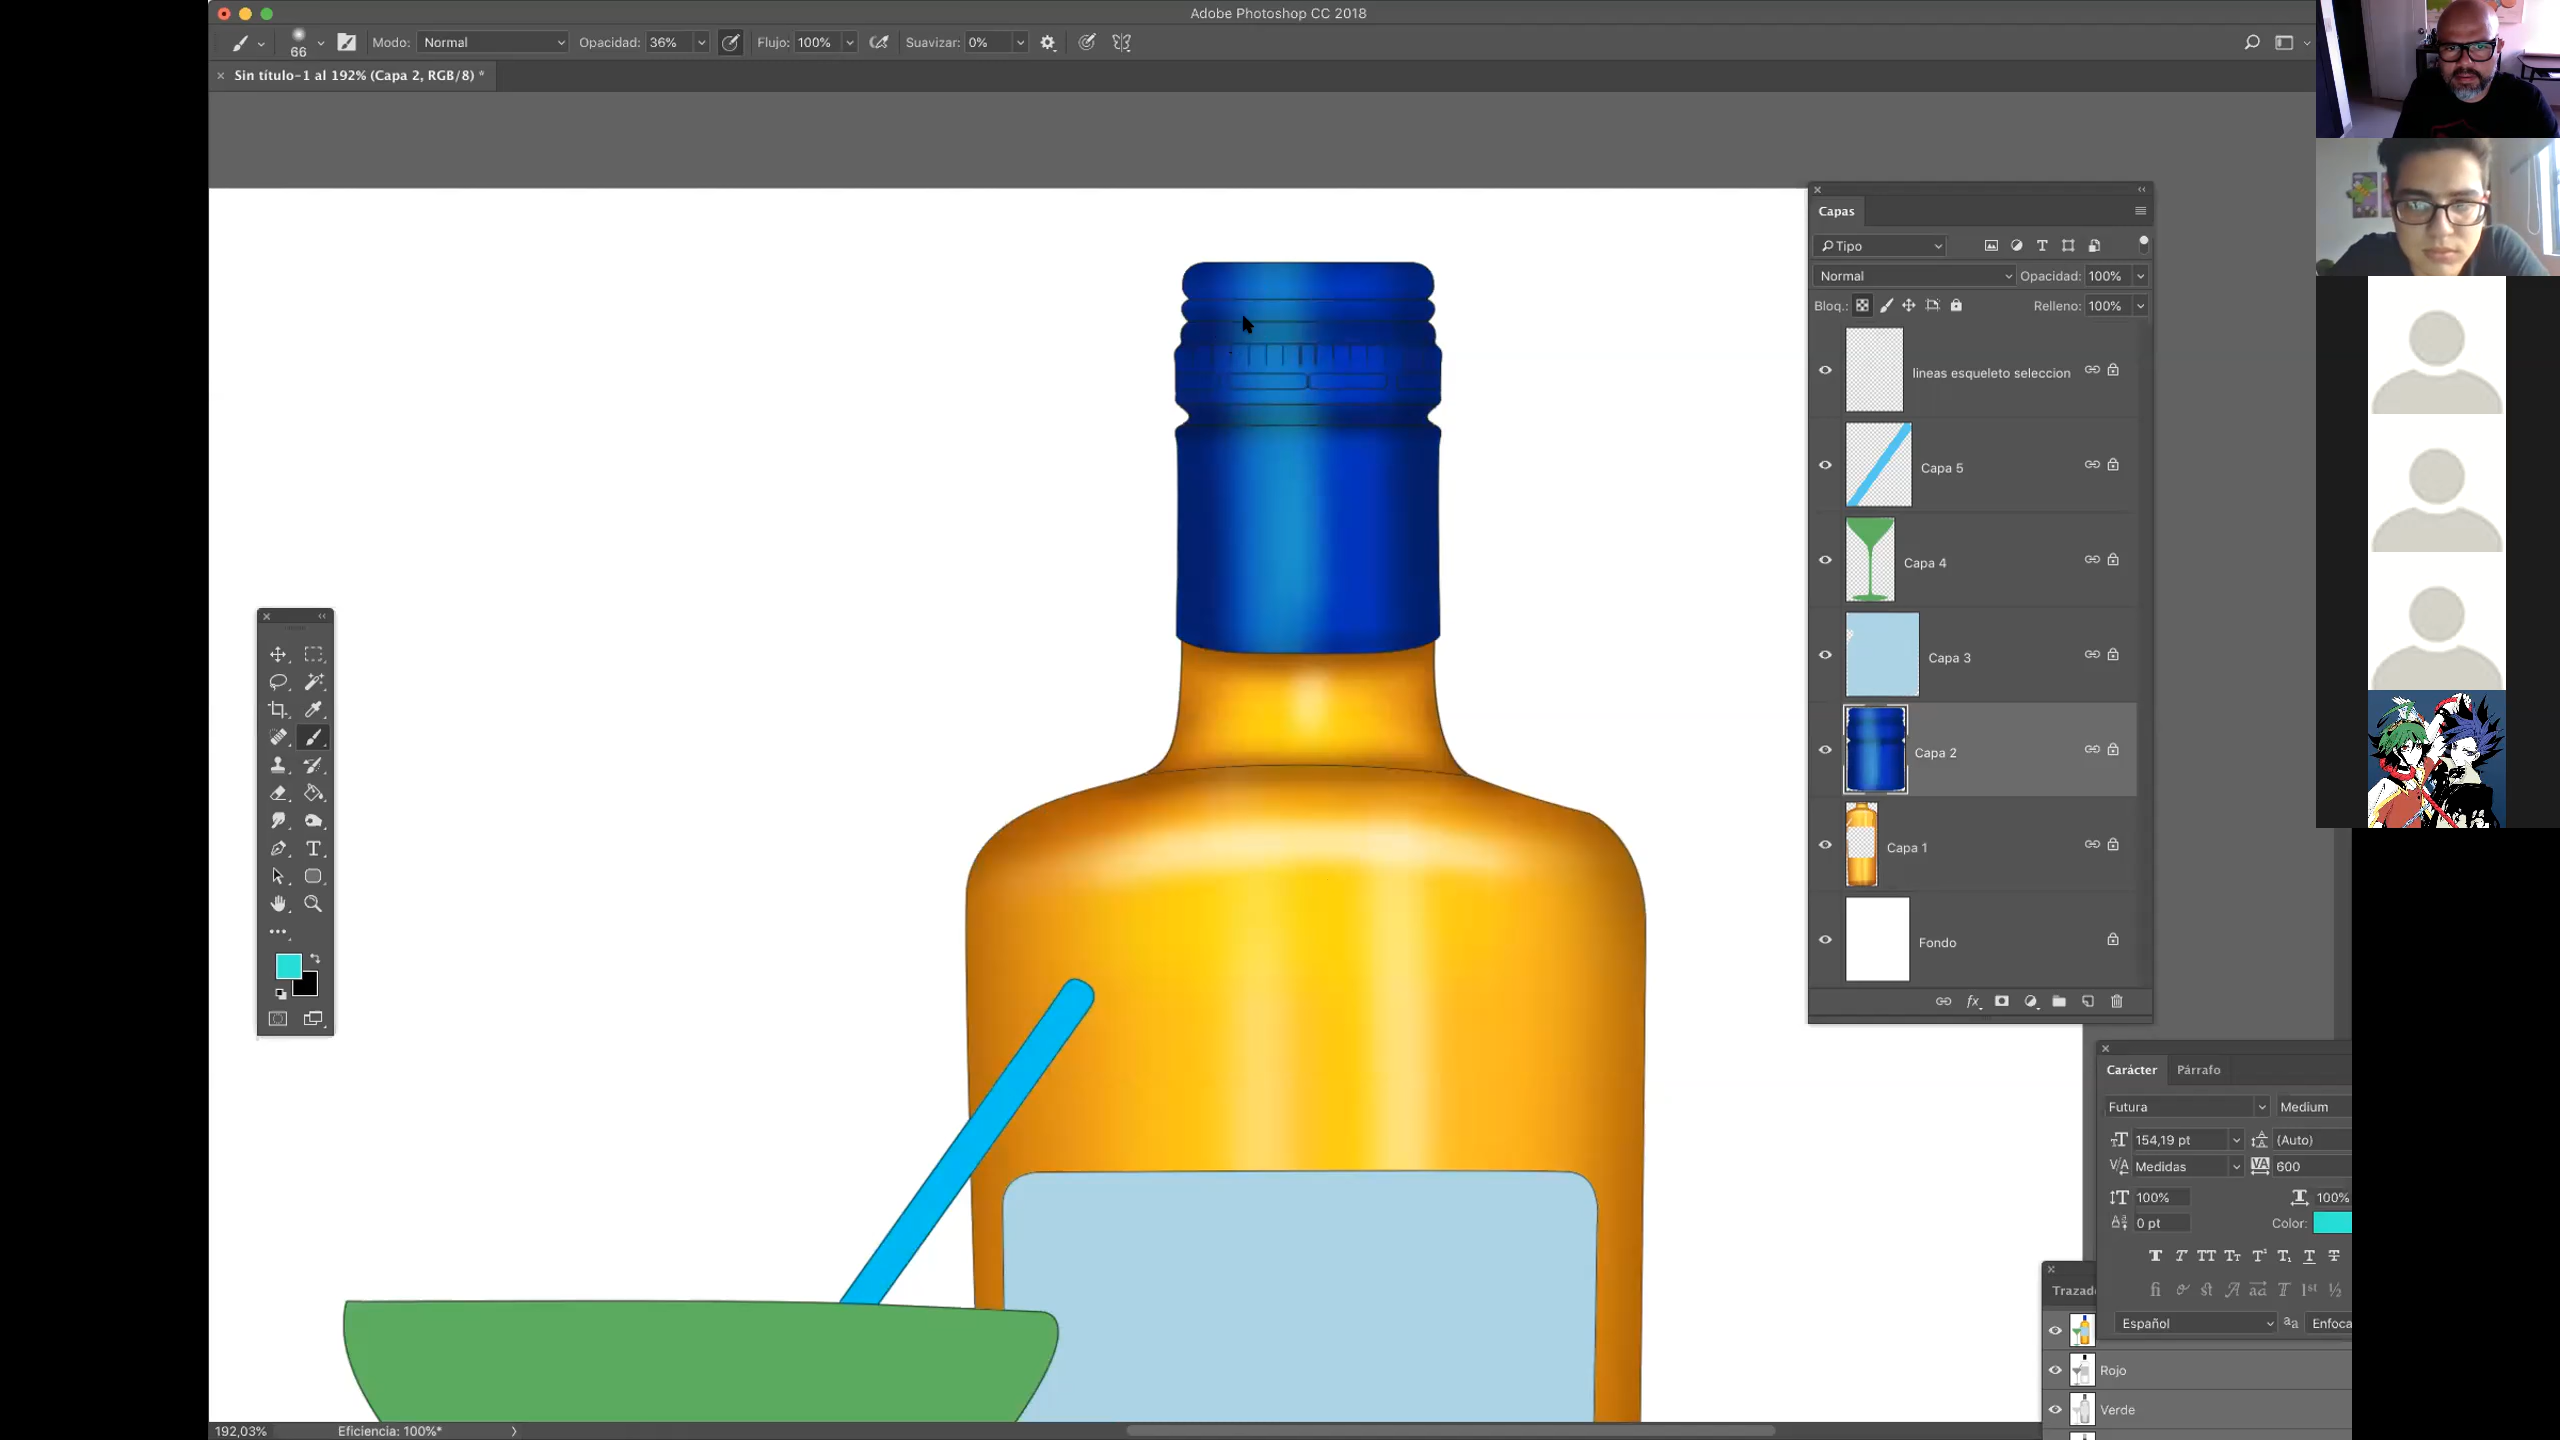 Adobe Photoshop CC 2018
66
Modo: Normal
Opacidad: 36%
Flujo: 100%
Suavizar: 0%
Sin título-1 al 192% (Capa 2, RGB/8) *
Capas
Tipo
Normal
Opacidad: 100%
Bloq.:
Relleno: 100%
lineas esqueleto seleccion
Capa 5
Capa 4
Capa 3
Capa 2
Capa 1
Fondo
Carácter
Párrafo
Futura
Medium
154,19 pt
(Auto)
Medidas
600
100%
100%
0 pt
Color:
Español
Enfoca
Trazad
Rojo
Verde
192,03%
Eficiencia: 100%*